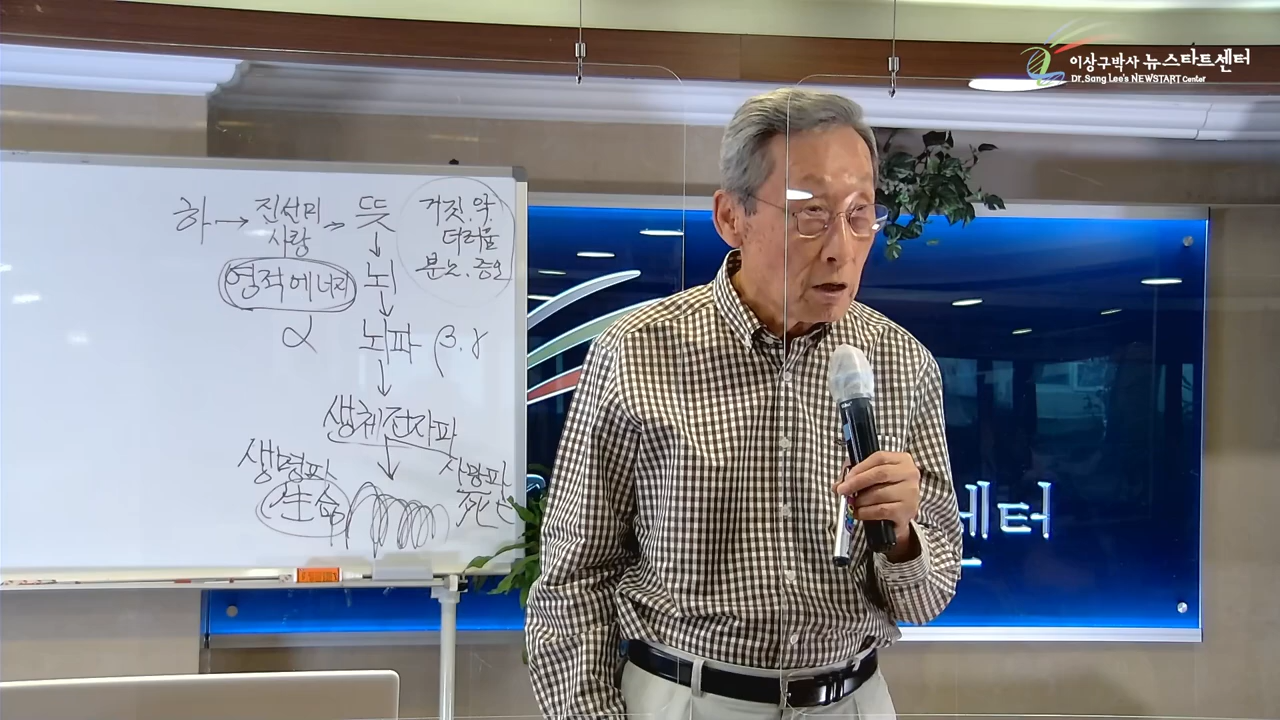 이상구박사 뉴스타트센터
Dr. Sang Lee's NEWSTART Center
하 → 진선미 → 뜻
사랑
거짓.악.
더러움
분노.증오
영적에너지
뇌
α
뇌파 (β.γ
생체전자파
생명파
生命
사망파
死
센터